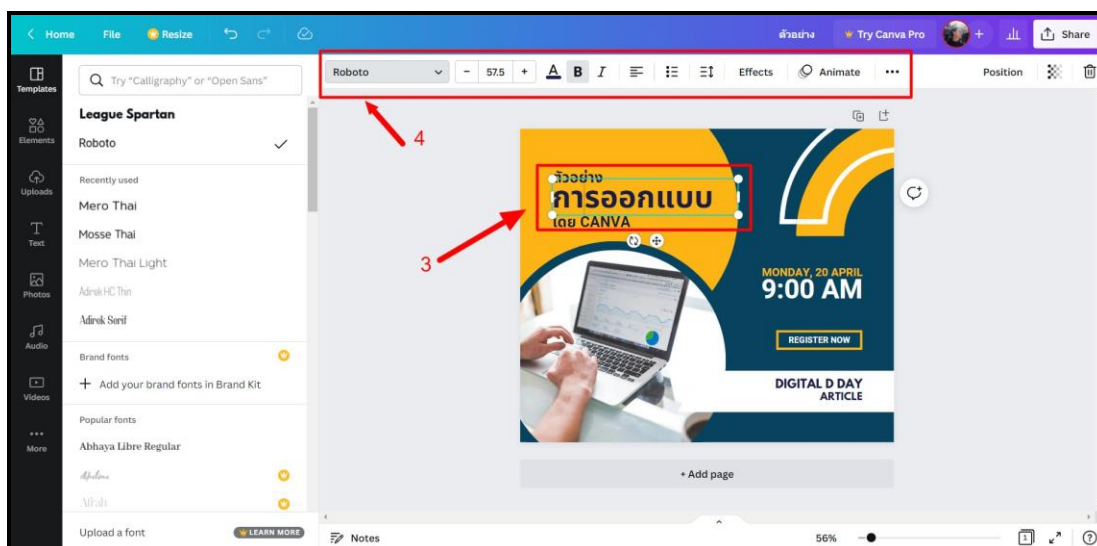 Home File Resize ตัวอย่าง Try Canva Pro + Share
Templates
Elements
Uploads
Text
Photos
Audio
Videos
More
Try "Calligraphy" or "Open Sans"
League Spartan
Roboto
Recently used
Mero Thai
Mosse Thai
Mero Thai Light
Adirek HC Thin
Adirek Serif
Brand fonts
+ Add your brand fonts in Brand Kit
Popular fonts
Abhaya Libre Regular
Upload a font LEARN MORE
Roboto – 57.5 + A B I Effects Animate ••• Position
4
3
ตัวอย่าง
การออกแบบ
โดย CANVA
MONDAY, 20 APRIL
9:00 AM
REGISTER NOW
DIGITAL D DAY
ARTICLE
+ Add page
Notes 56% 1 ?